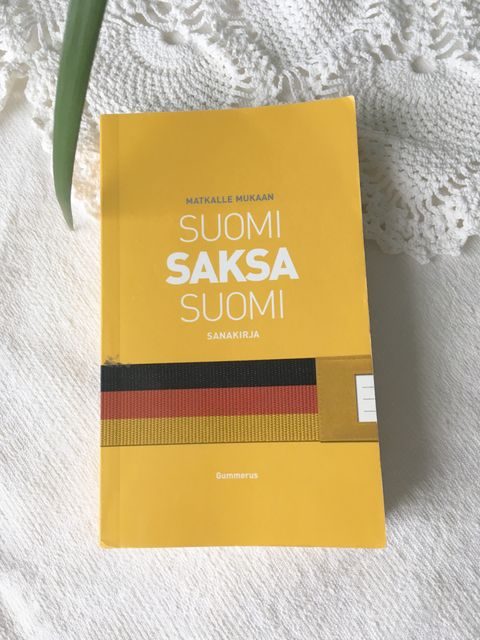 MATKALLE MUKAAN
SUOMI
SAKSA
SUOMI
SANAKIRJA
Gummerus